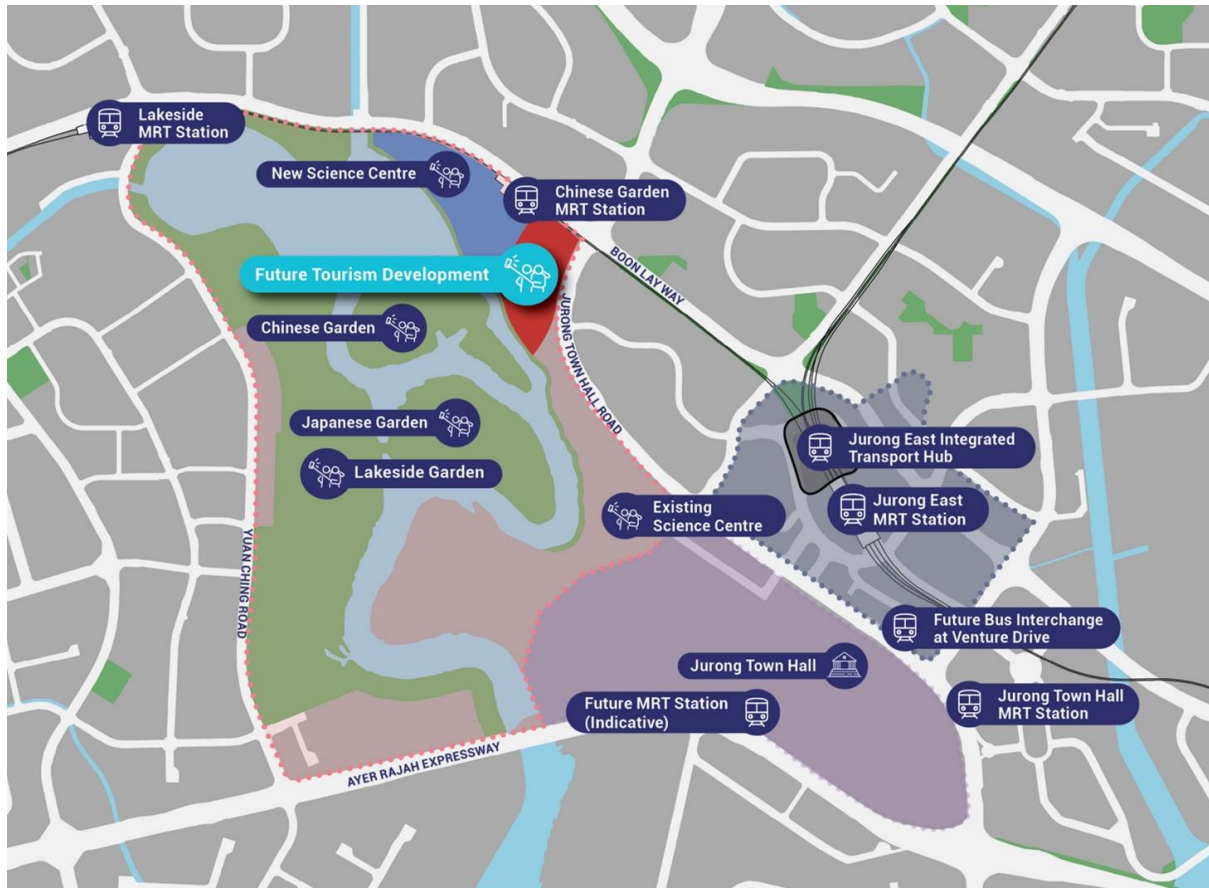 Lakeside
MRT Station
New Science Centre
Chinese Garden
MRT Station
BOON LAY WAY
Future Tourism Development
JURONG TOWN HALL ROAD
Chinese Garden
Japanese Garden
Lakeside Garden
Jurong East Integrated
Transport Hub
Existing
Science Centre
Jurong East
MRT Station
YUAN CHING ROAD
Future Bus Interchange
at Venture Drive
Jurong Town Hall
Future MRT Station
(Indicative)
Jurong Town Hall
MRT Station
AYER RAJAH EXPRESSWAY